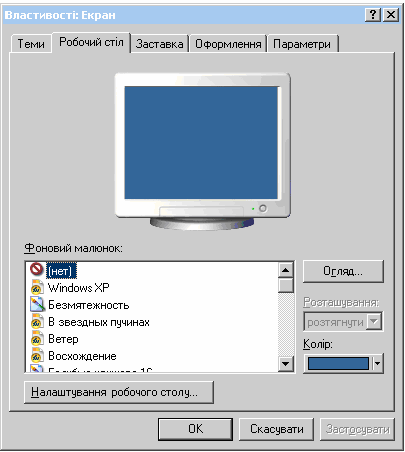 Властивості: Екран
Теми
Робочий стіл
Заставка
Оформлення
Параметри
Фоновий малюнок:
(нет)
Windows XP
Безмятежность
В звездных пучинах
Ветер
Восхождение
Огляд...
Розташування:
розтягнути
Колір:
Налаштування робочого столу...
OK
Скасувати
Застосувати